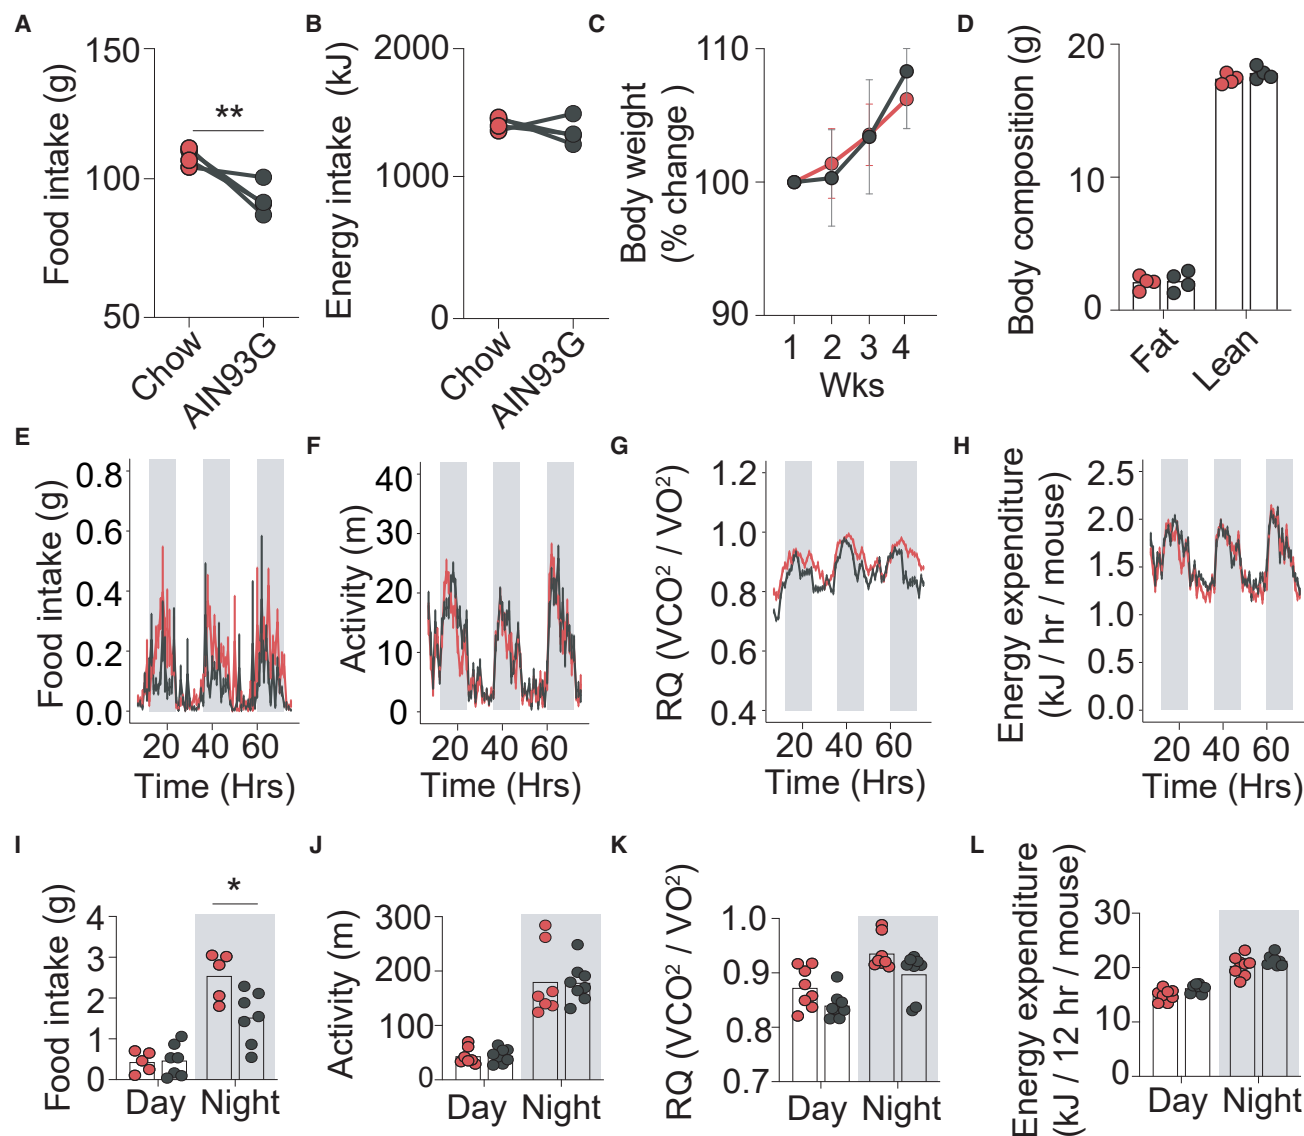 A
Food intake (g)
150
100
50
**
Chow
AIN93G
B
Energy intake (kJ)
2000
1000
0
Chow
AIN93G
C
Body weight
(% change )
110
100
90
1 2 3 4
Wks
D
Body composition (g)
20
10
0
Fat
Lean
E
Food intake (g)
0.8
0.6
0.4
0.2
0.0
20 40 60
Time (Hrs)
F
Activity (m)
40
30
20
10
0
20 40 60
Time (Hrs)
G
RQ (VCO² / VO²)
1.2
1.0
0.8
0.6
0.4
20 40 60
Time (Hrs)
H
Energy expenditure
(kJ / hr / mouse)
2.5
2.0
1.5
1.0
0.5
0.0
20 40 60
Time (Hrs)
I
Food intake (g)
4
3
2
1
0
*
Day Night
J
Activity (m)
300
200
100
0
Day Night
K
RQ (VCO² / VO²)
1.0
0.9
0.8
0.7
Day Night
L
Energy expenditure
(kJ / 12 hr / mouse)
30
20
10
0
Day Night